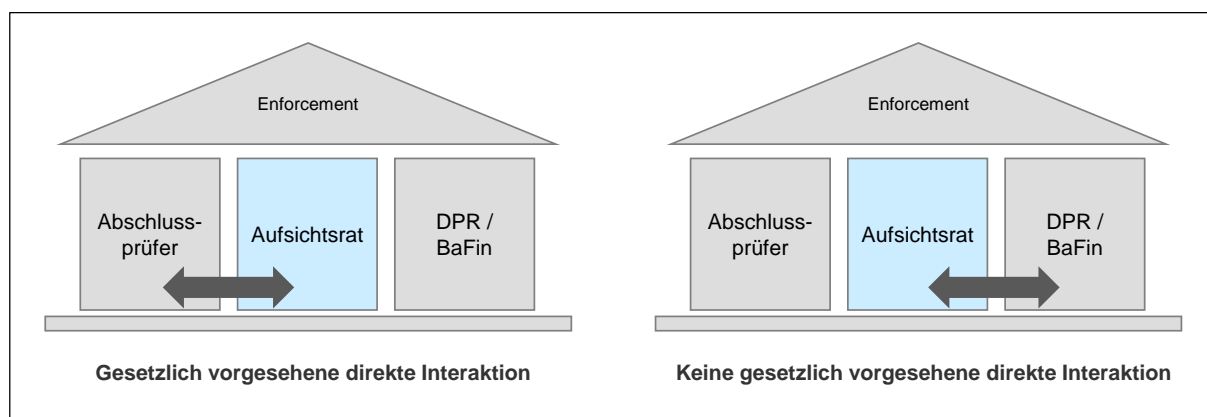 Enforcement
Abschluss-
prüfer
Aufsichtsrat
DPR /
BaFin
Gesetzlich vorgesehene direkte Interaktion
Enforcement
Abschluss-
prüfer
Aufsichtsrat
DPR /
BaFin
Keine gesetzlich vorgesehene direkte Interaktion